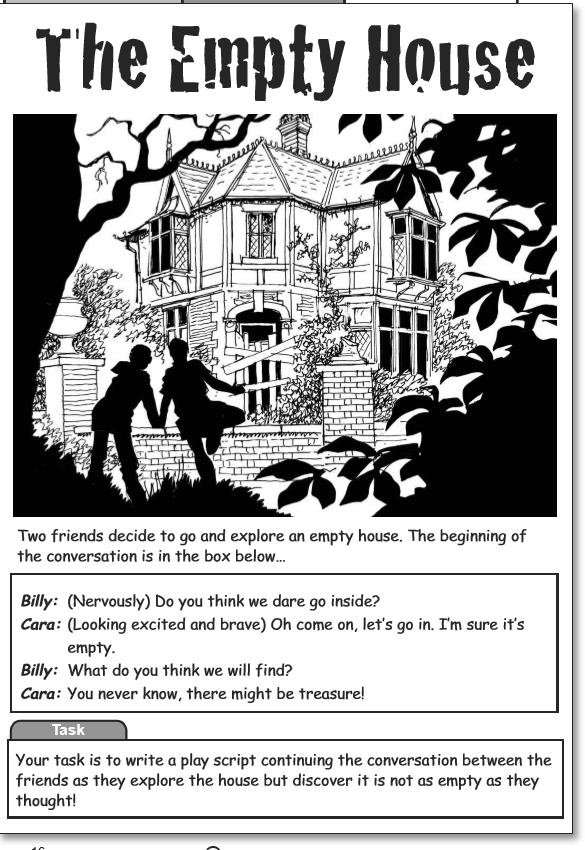 The Empty House
Two friends decide to go and explore an empty house. The beginning of
the conversation is in the box below...
Billy: (Nervously) Do you think we dare go inside?
Cara: (Looking excited and brave) Oh come on, let's go in. I'm sure it's
empty.
Billy: What do you think we will find?
Cara: You never know, there might be treasure!
Task
Your task is to write a play script continuing the conversation between the
friends as they explore the house but discover it is not as empty as they
thought!